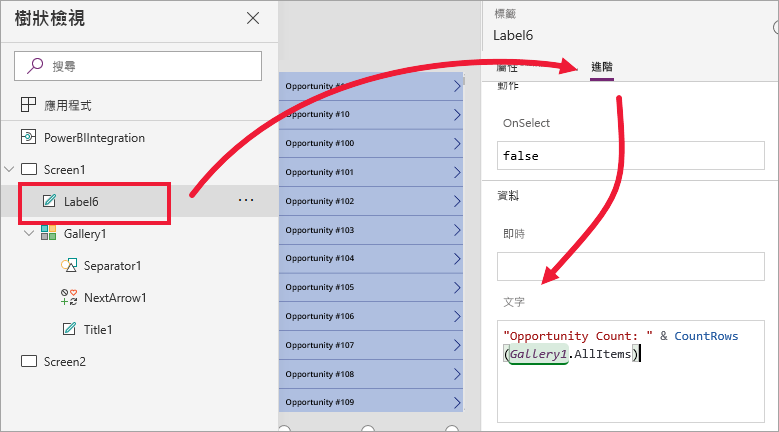 樹狀檢視
搜尋
應用程式
PowerBIIntegration
Screen1
Label6
Gallery1
Separator1
NextArrow1
Title1
Screen2
Opportunity #10
Opportunity #100
Opportunity #101
Opportunity #102
Opportunity #103
Opportunity #104
Opportunity #105
Opportunity #106
Opportunity #107
Opportunity #108
Opportunity #109
標籤
Label6
屬性
進階
動作
OnSelect
false
資料
即時
文字
"Opportunity Count: " & CountRows
(Gallery1.AllItems)